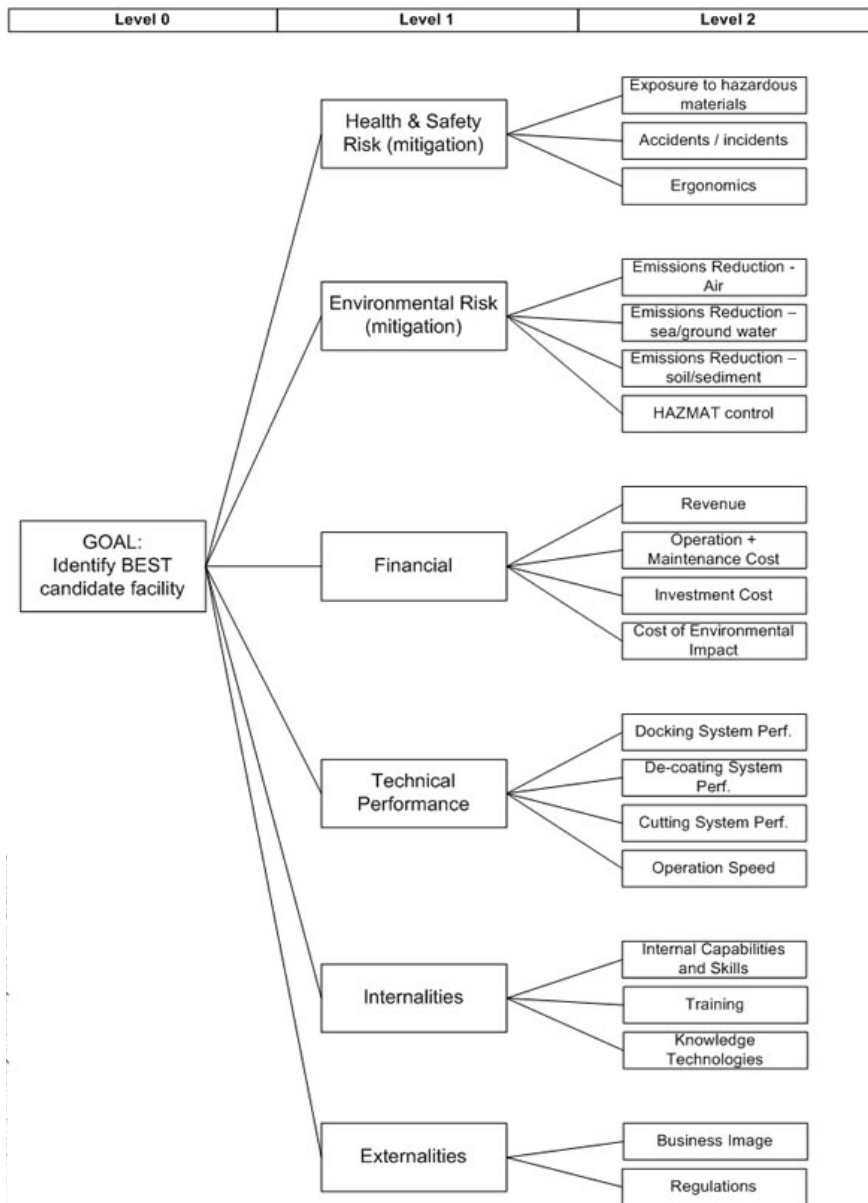 Level 0
Level 1
Level 2
Health & Safety
Risk (mitigation)
Exposure to hazardous
materials
Accidents / incidents
Ergonomics
Environmental Risk
(mitigation)
Emissions Reduction -
Air
Emissions Reduction –
sea/ground water
Emissions Reduction –
soil/sediment
HAZMAT control
GOAL:
Identify BEST
candidate facility
Financial
Revenue
Operation +
Maintenance Cost
Investment Cost
Cost of Environmental
Impact
Technical
Performance
Docking System Perf.
De-coating System
Perf.
Cutting System Perf.
Operation Speed
Internalities
Internal Capabilities
and Skills
Training
Knowledge
Technologies
Externalities
Business Image
Regulations